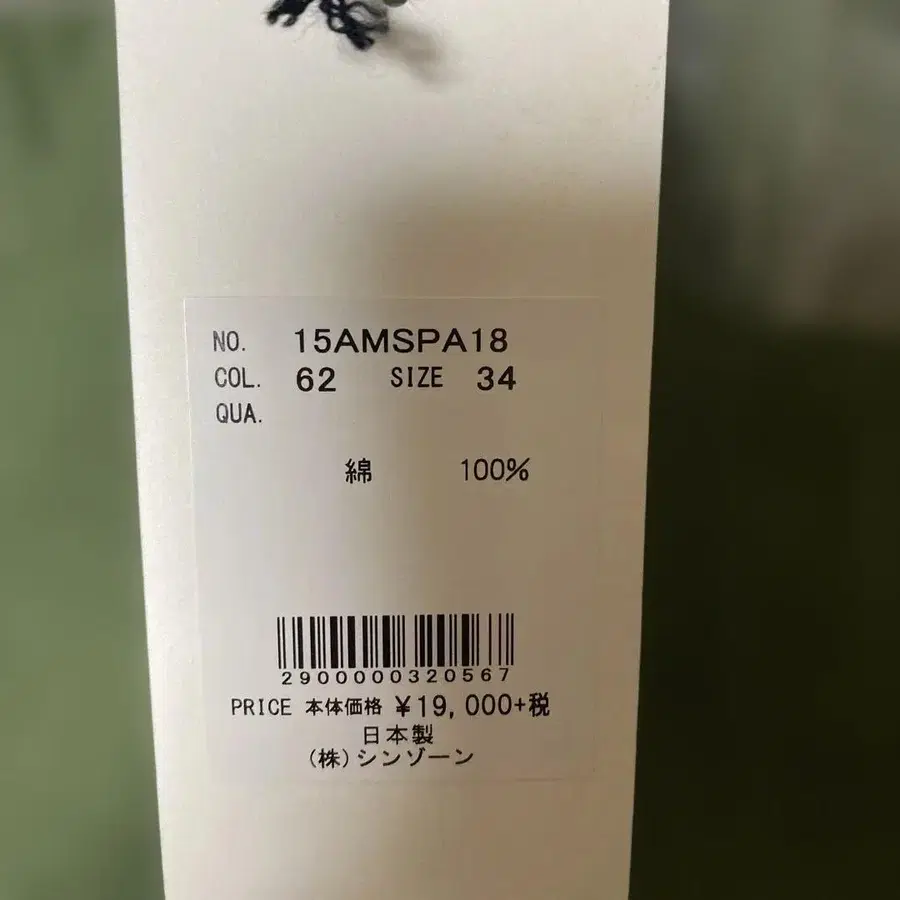 NO. 15AMSPA18
COL. 62 SIZE 34
QUA.
綿 100%
2900000320567
PRICE 本体価格 ¥19,000+税
日本製
(株)シンゾーン